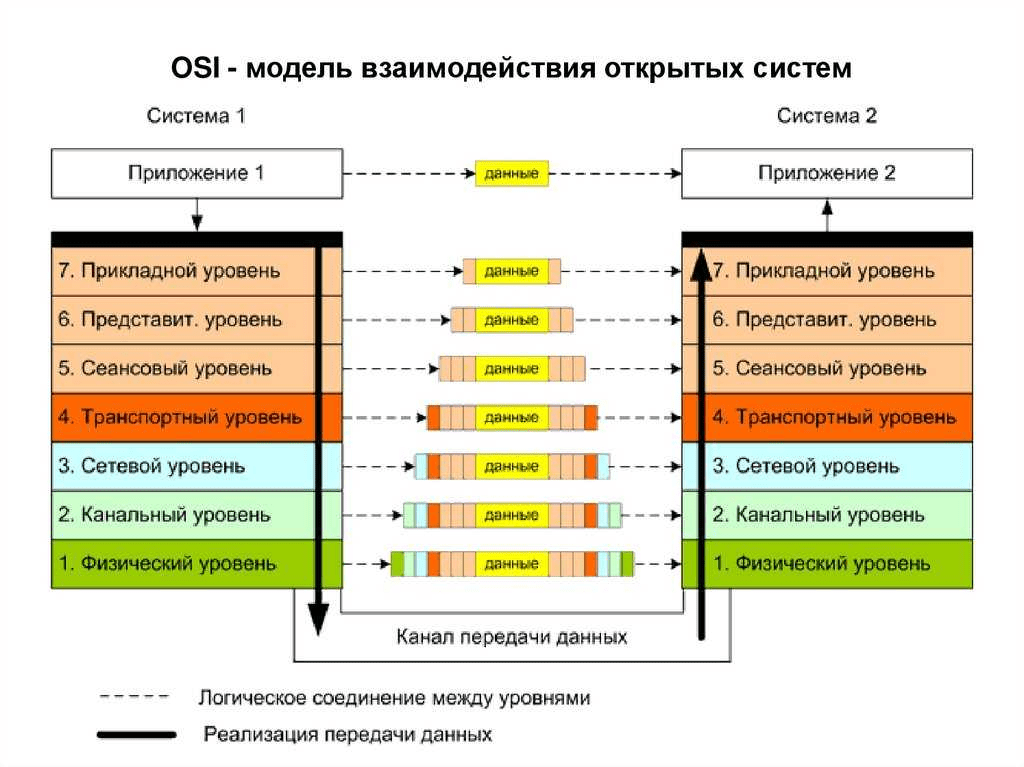 OSI - модель взаимодействия открытых систем
Система 1
Система 2
Приложение 1
данные
Приложение 2
7. Прикладной уровень
данные
7. Прикладной уровень
6. Представит. уровень
данные
6. Представит. уровень
5. Сеансовый уровень
данные
5. Сеансовый уровень
4. Транспортный уровень
данные
4. Транспортный уровень
3. Сетевой уровень
данные
3. Сетевой уровень
2. Канальный уровень
данные
2. Канальный уровень
1. Физический уровень
данные
1. Физический уровень
Канал передачи данных
Логическое соединение между уровнями
Реализация передачи данных